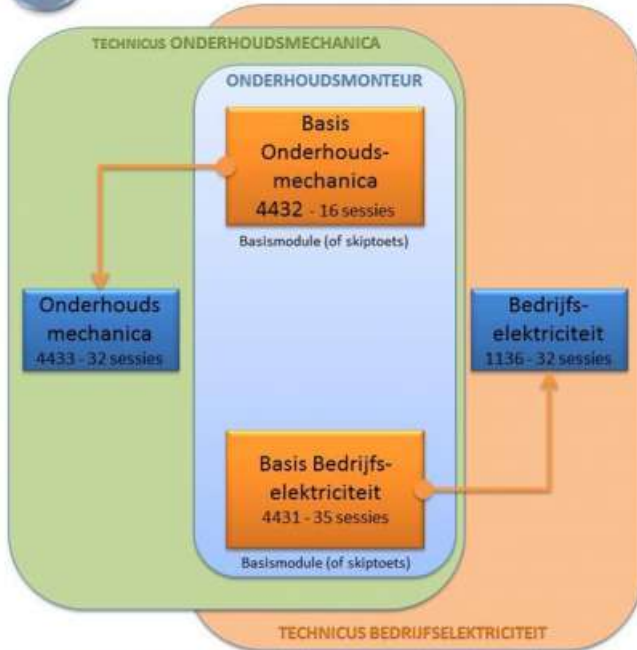 TECHNICUS ONDERHOUDSMECHANICA
ONDERHOUDSMONTEUR
Basis
Onderhouds-
mechanica
4432 - 16 sessies
Basismodule (of skiptoets)
Onderhouds
mechanica
4433 - 32 sessies
Bedrijfs-
elektriciteit
1136 - 32 sessies
Basis Bedrijfs-
elektriciteit
4431 - 35 sessies
Basismodule (of skiptoets)
TECHNICUS BEDRIJFSELEKTRICITEIT